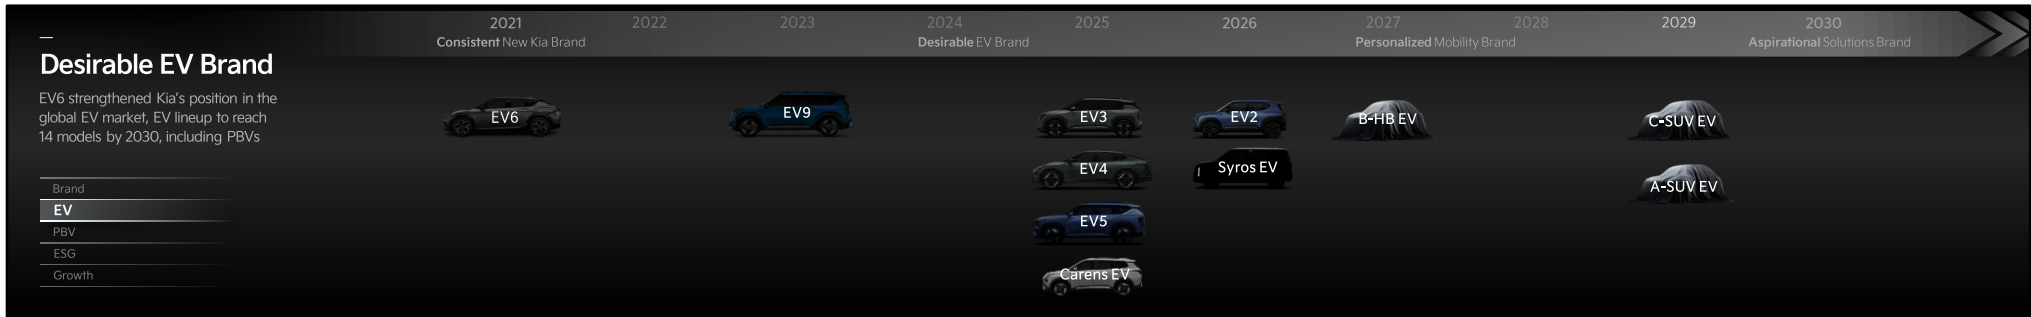 2021 2022 2023 2024 2025 2026 2027 2028 2029 2030
Consistent New Kia Brand Desirable EV Brand Personalized Mobility Brand Aspirational Solutions Brand
Desirable EV Brand
EV6 strengthened Kia's position in the
global EV market, EV lineup to reach
14 models by 2030, including PBVs
Brand
EV
PBV
ESG
Growth
EV6 EV9 EV3 EV2 B-HB EV C-SUV EV
EV4 Syros EV A-SUV EV
EV5
Carens EV